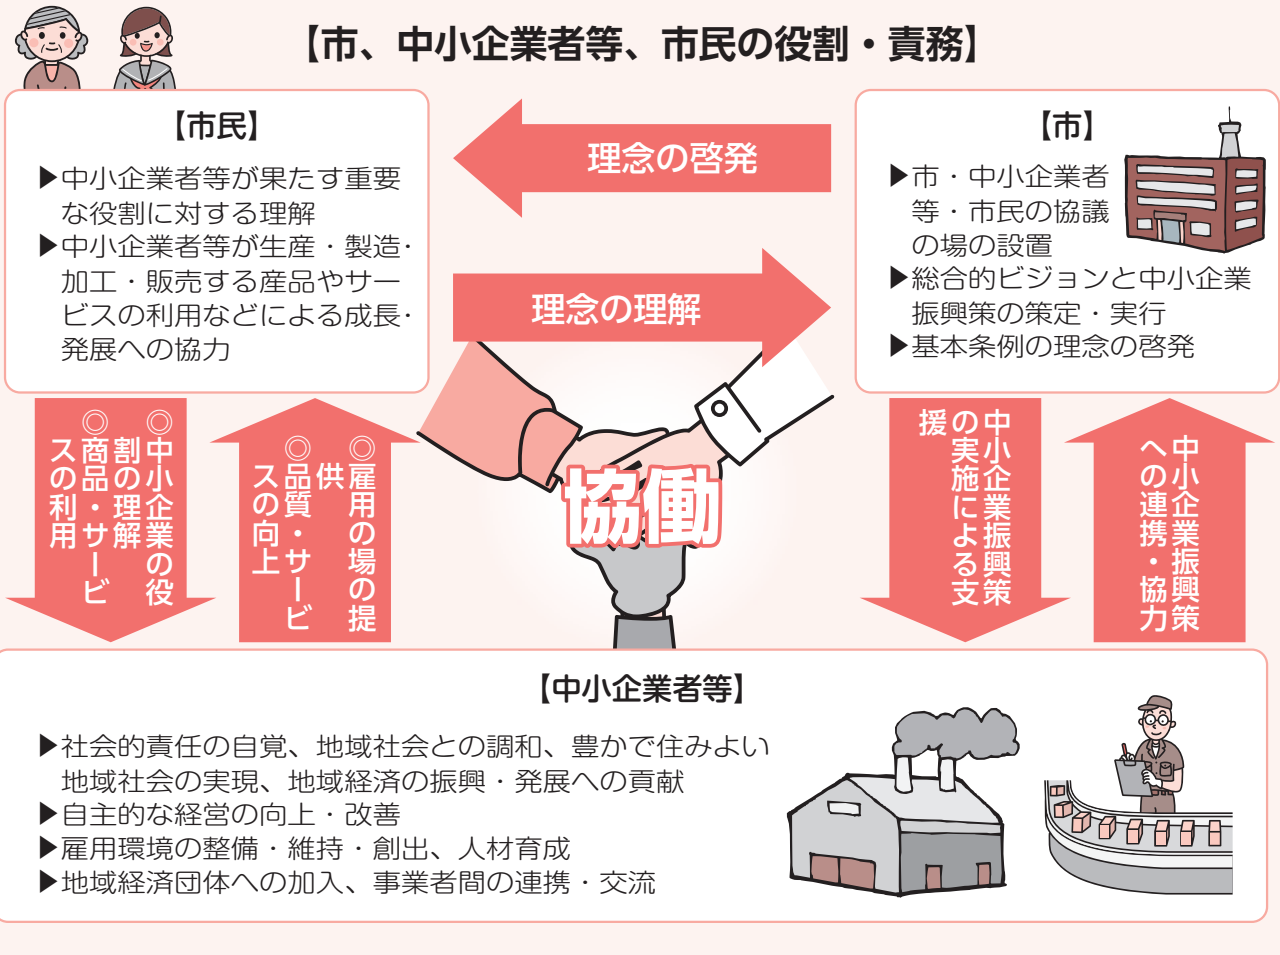 【市、中小企業者等、市民の役割・責務】
【市民】
▶中小企業者等が果たす重要
な役割に対する理解
▶中小企業者等が生産・製造・
加工・販売する産品やサー
ビスの利用などによる成長・
発展への協力
理念の啓発
理念の理解
【市】
▶市・中小企業者
等・市民の協議
の場の設置
▶総合的ビジョンと中小企業
振興策の策定・実行
▶基本条例の理念の啓発
◎中小企業の役
割の理解
◎商品・サービ
スの利用
◎雇用の場の提
供
◎品質・サービ
スの向上
協働
中小企業振興策
の実施による支
援
中小企業振興策
への連携・協力
【中小企業者等】
▶社会的責任の自覚、地域社会との調和、豊かで住みよい
地域社会の実現、地域経済の振興・発展への貢献
▶自主的な経営の向上・改善
▶雇用環境の整備・維持・創出、人材育成
▶地域経済団体への加入、事業者間の連携・交流